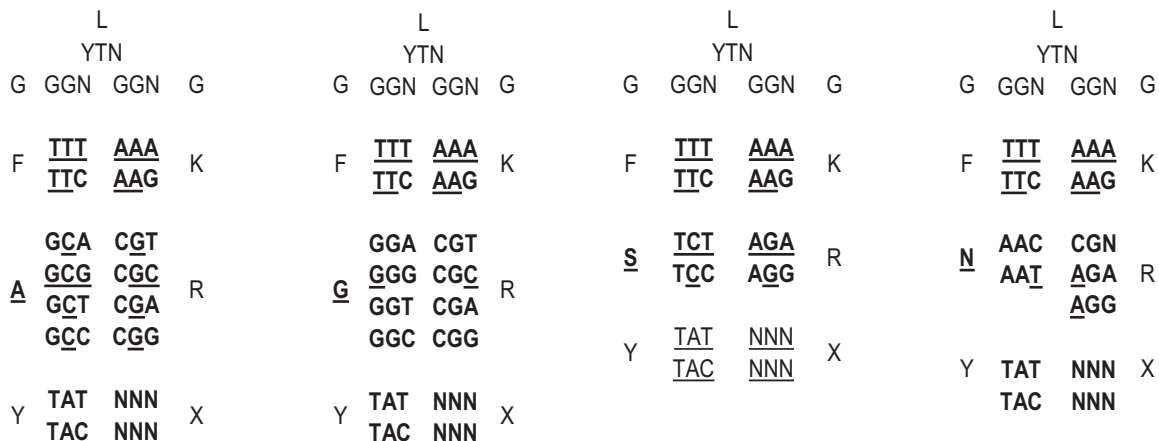 L
YTN
G GGN GGN G
TTT AAA
F K
TTC AAG
GCA CGT
GCG CGC
A R
GCT CGA
GCC CGG
TAT NNN
Y X
TAC NNN
L
YTN
G GGN GGN G
TTT AAA
F K
TTC AAG
GGA CGT
GGG CGC
G R
GGT CGA
GGC CGG
TAT NNN
Y X
TAC NNN
L
YTN
G GGN GGN G
TTT AAA
F K
TTC AAG
TCT AGA
S R
TCC AGG
TAT NNN
Y X
TAC NNN
L
YTN
G GGN GGN G
TTT AAA
F K
TTC AAG
AAC CGN
N R
AAT AGA
AGG
Y TAT NNN X
TAC NNN